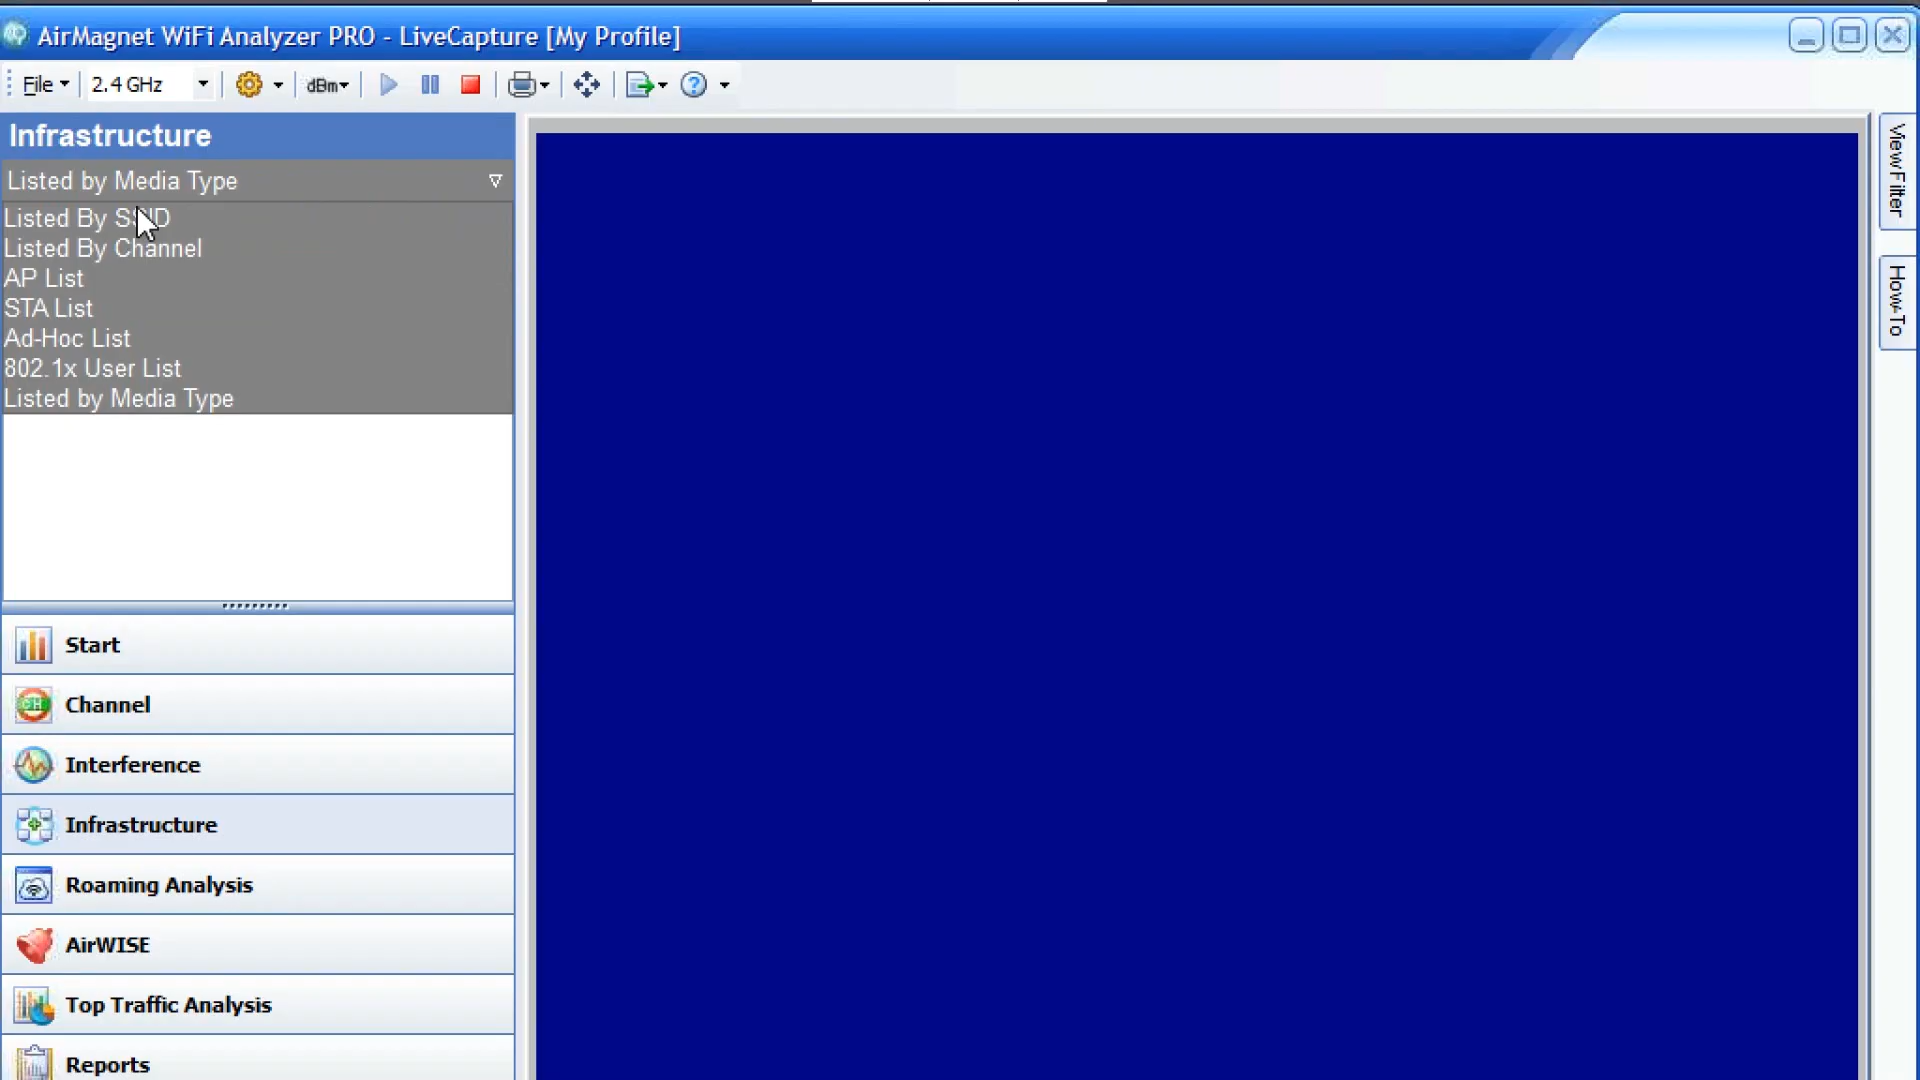 AirMagnet WiFi Analyzer PRO - LiveCapture [My Profile]
File 2.4 GHz dBm ?
Infrastructure
Listed by Media Type
Listed By SSID
Listed By Channel
AP List
STA List
Ad-Hoc List
802.1x User List
Listed by Media Type
Start
CH Channel
Interference
Infrastructure
Roaming Analysis
AirWISE
Top Traffic Analysis
Reports
View Filter
How-To